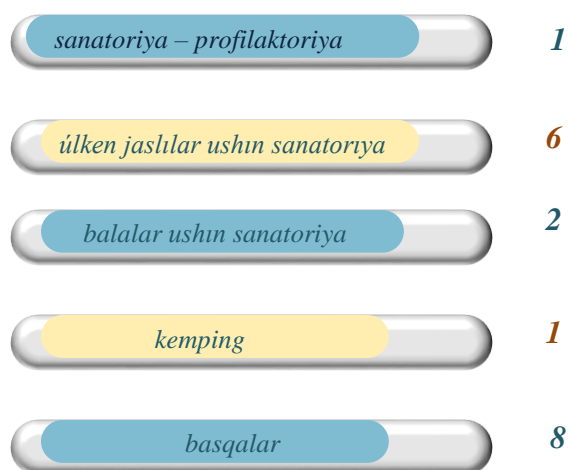 sanatoriya – profilaktoriya 1
úlken jaslılar ushın sanatorıya 6
balalar ushın sanatoriya 2
kemping 1
basqalar 8